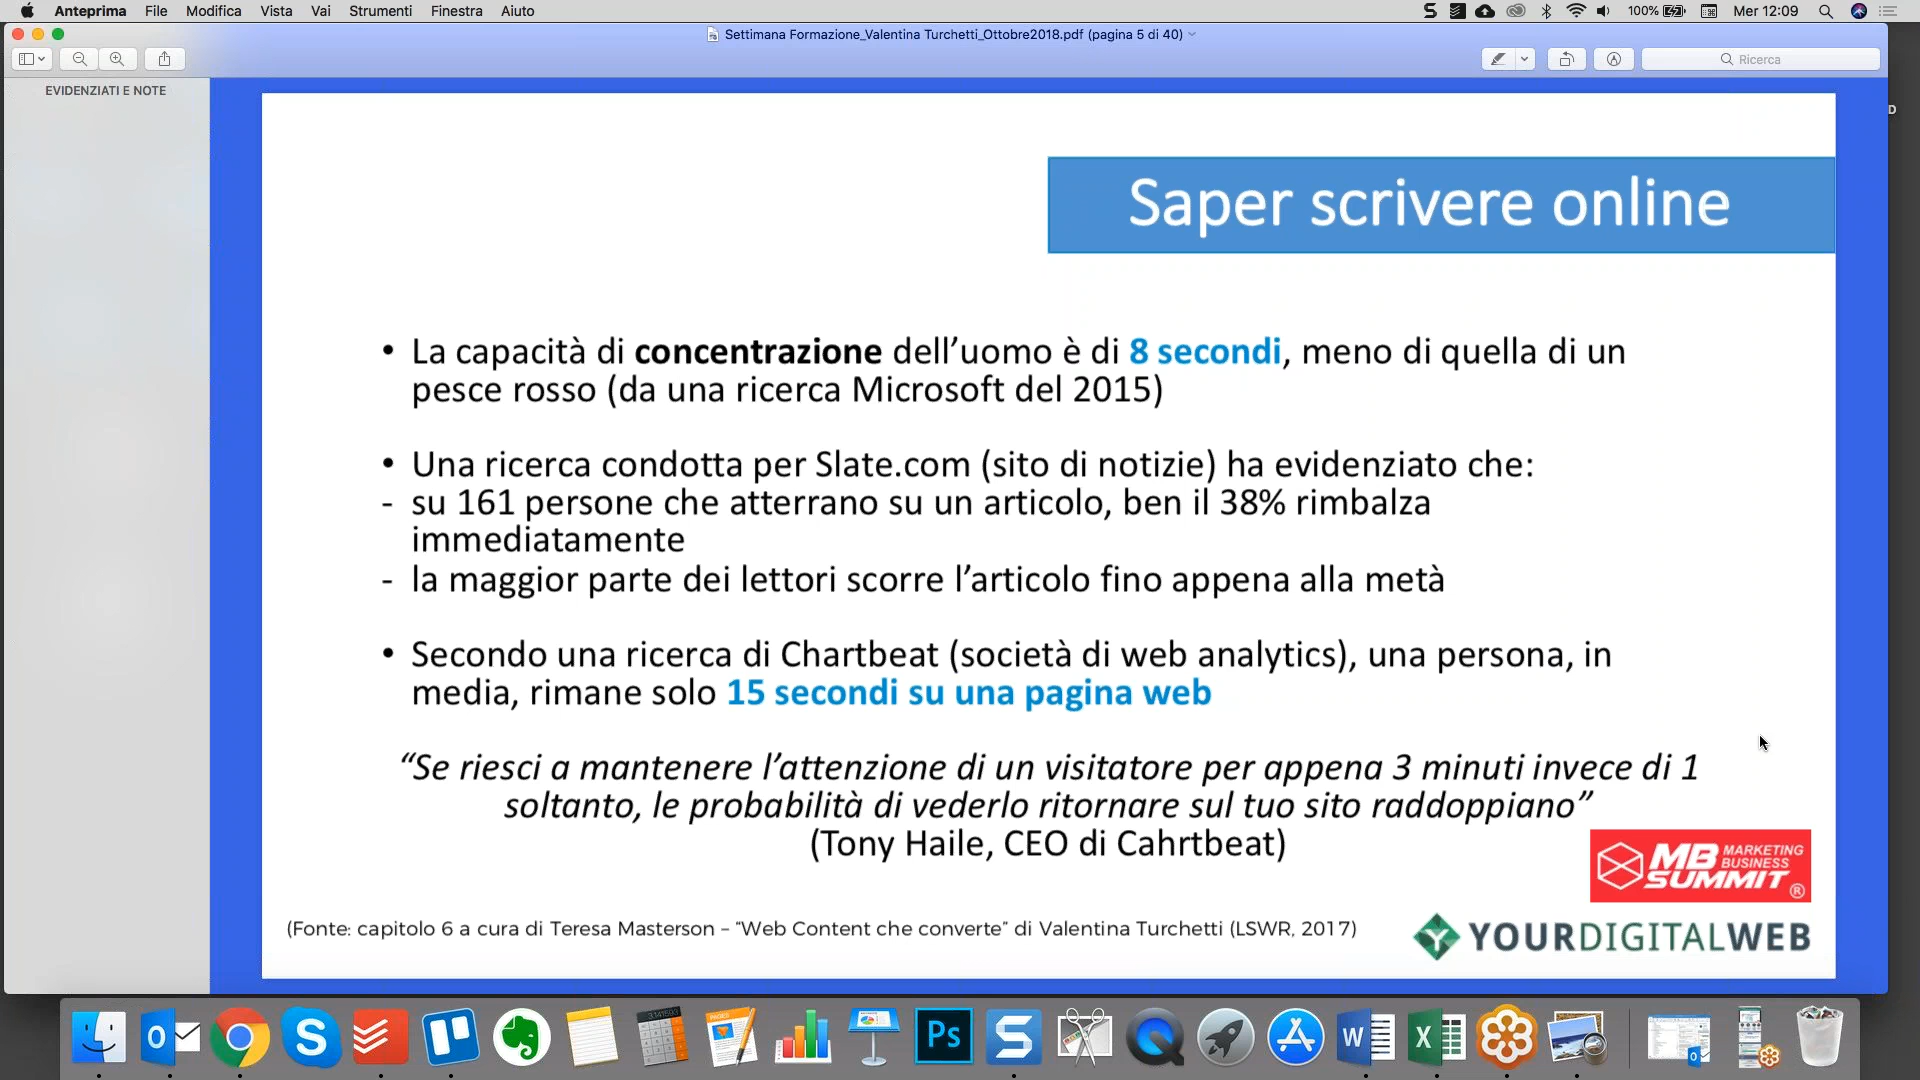 Anteprima File Modifica Vista Vai Strumenti Finestra Aiuto 100% Mer 12:09
Settimana Formazione_Valentina Turchetti_Ottobre2018.pdf (pagina 5 di 40)
Ricerca
EVIDENZIATI E NOTE
D
Saper scrivere online
• La capacità di concentrazione dell’uomo è di 8 secondi, meno di quella di un
pesce rosso (da una ricerca Microsoft del 2015)
• Una ricerca condotta per Slate.com (sito di notizie) ha evidenziato che:
- su 161 persone che atterrano su un articolo, ben il 38% rimbalza
immediatamente
- la maggior parte dei lettori scorre l’articolo fino appena alla metà
• Secondo una ricerca di Chartbeat (società di web analytics), una persona, in
media, rimane solo 15 secondi su una pagina web
“Se riesci a mantenere l’attenzione di un visitatore per appena 3 minuti invece di 1
soltanto, le probabilità di vederlo ritornare sul tuo sito raddoppiano”
(Tony Haile, CEO di Cahrtbeat)
MB MARKETING
BUSINESS
SUMMIT ®
(Fonte: capitolo 6 a cura di Teresa Masterson – “Web Content che converte” di Valentina Turchetti (LSWR, 2017)
YOURDIGITALWEB
3.141593
PAGES
Ps